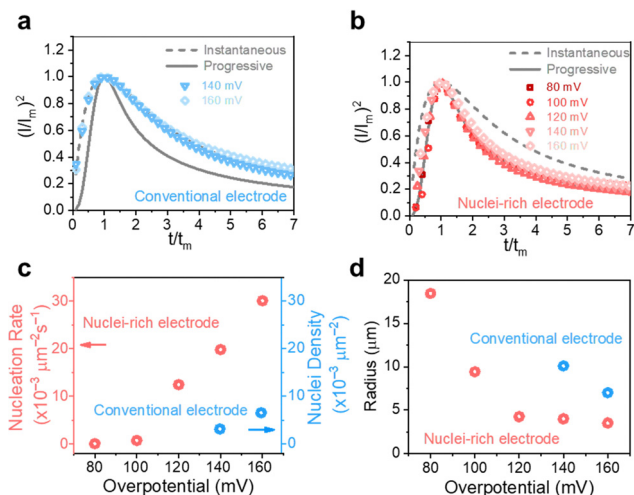 a
Instantaneous
Progressive
140 mV
160 mV
Conventional electrode
(I/Iₘ)²
1.2
1.0
0.8
0.6
0.4
0.2
0.0
0 1 2 3 4 5 6 7
t/tₘ
b
Instantaneous
Progressive
80 mV
100 mV
120 mV
140 mV
160 mV
Nuclei-rich electrode
(I/Iₘ)²
1.2
1.0
0.8
0.6
0.4
0.2
0.0
0 1 2 3 4 5 6 7
t/tₘ
c
Nucleation Rate
(x10⁻³ μm⁻²s⁻¹)
30
20
10
0
Nuclei-rich electrode
Conventional electrode
30
20
10
0
Nuclei Density
(x10⁻³ μm⁻²)
80 100 120 140 160
Overpotential (mV)
d
Radius (μm)
20
15
10
5
0
Conventional electrode
Nuclei-rich electrode
80 100 120 140 160
Overpotential (mV)